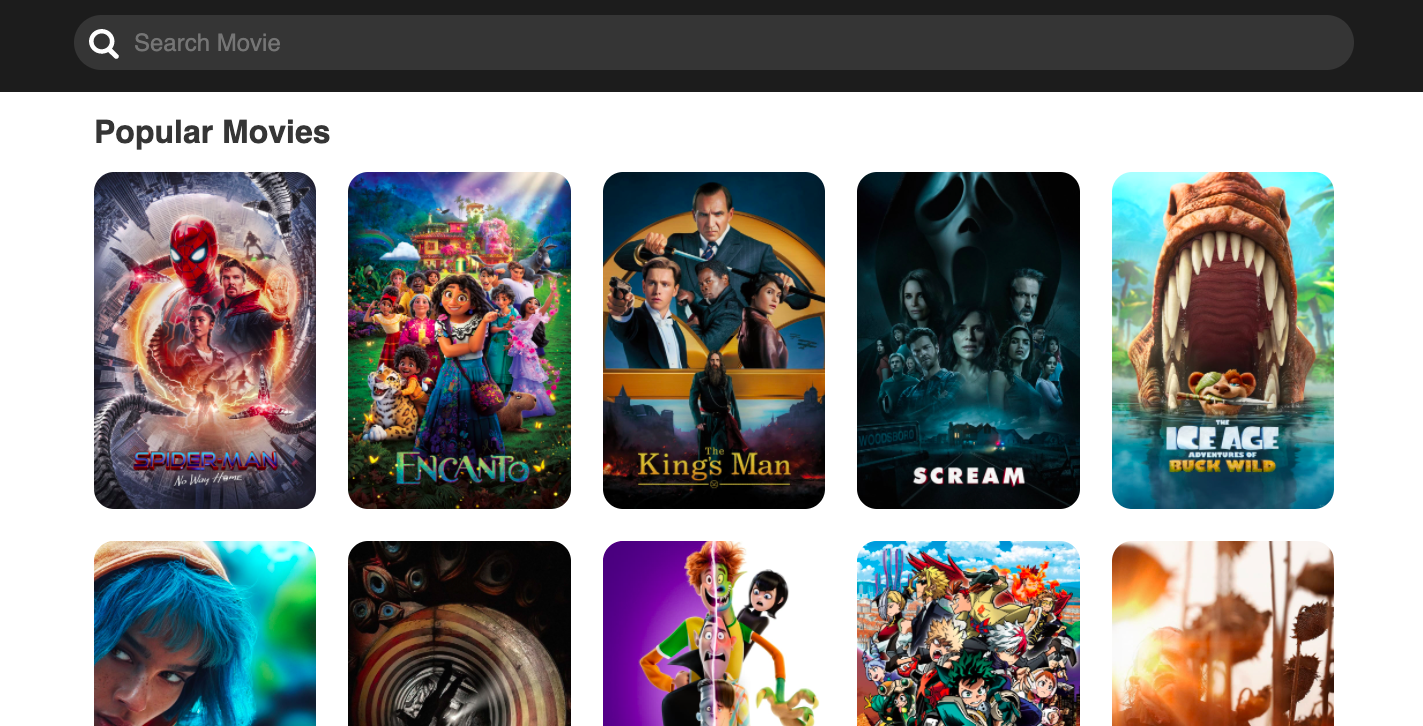 Search Movie
Popular Movies
SPIDER-MAN
No Way Home
ENCANTO
The
King's Man
WOODSBORO
SCREAM
THE
ICE AGE
ADVENTURES OF
BUCK WILD